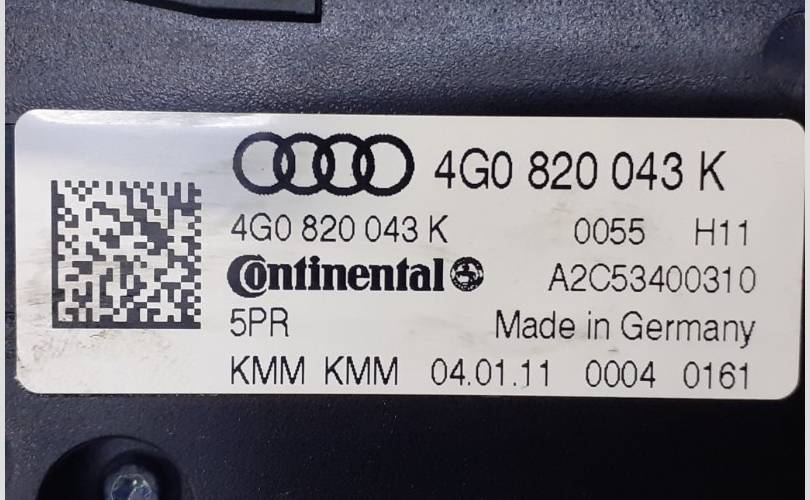 4G0 820 043 K
4G0 820 043 K 0055 H11
Continental A2C53400310
5PR Made in Germany
KMM KMM 04.01.11 0004 0161